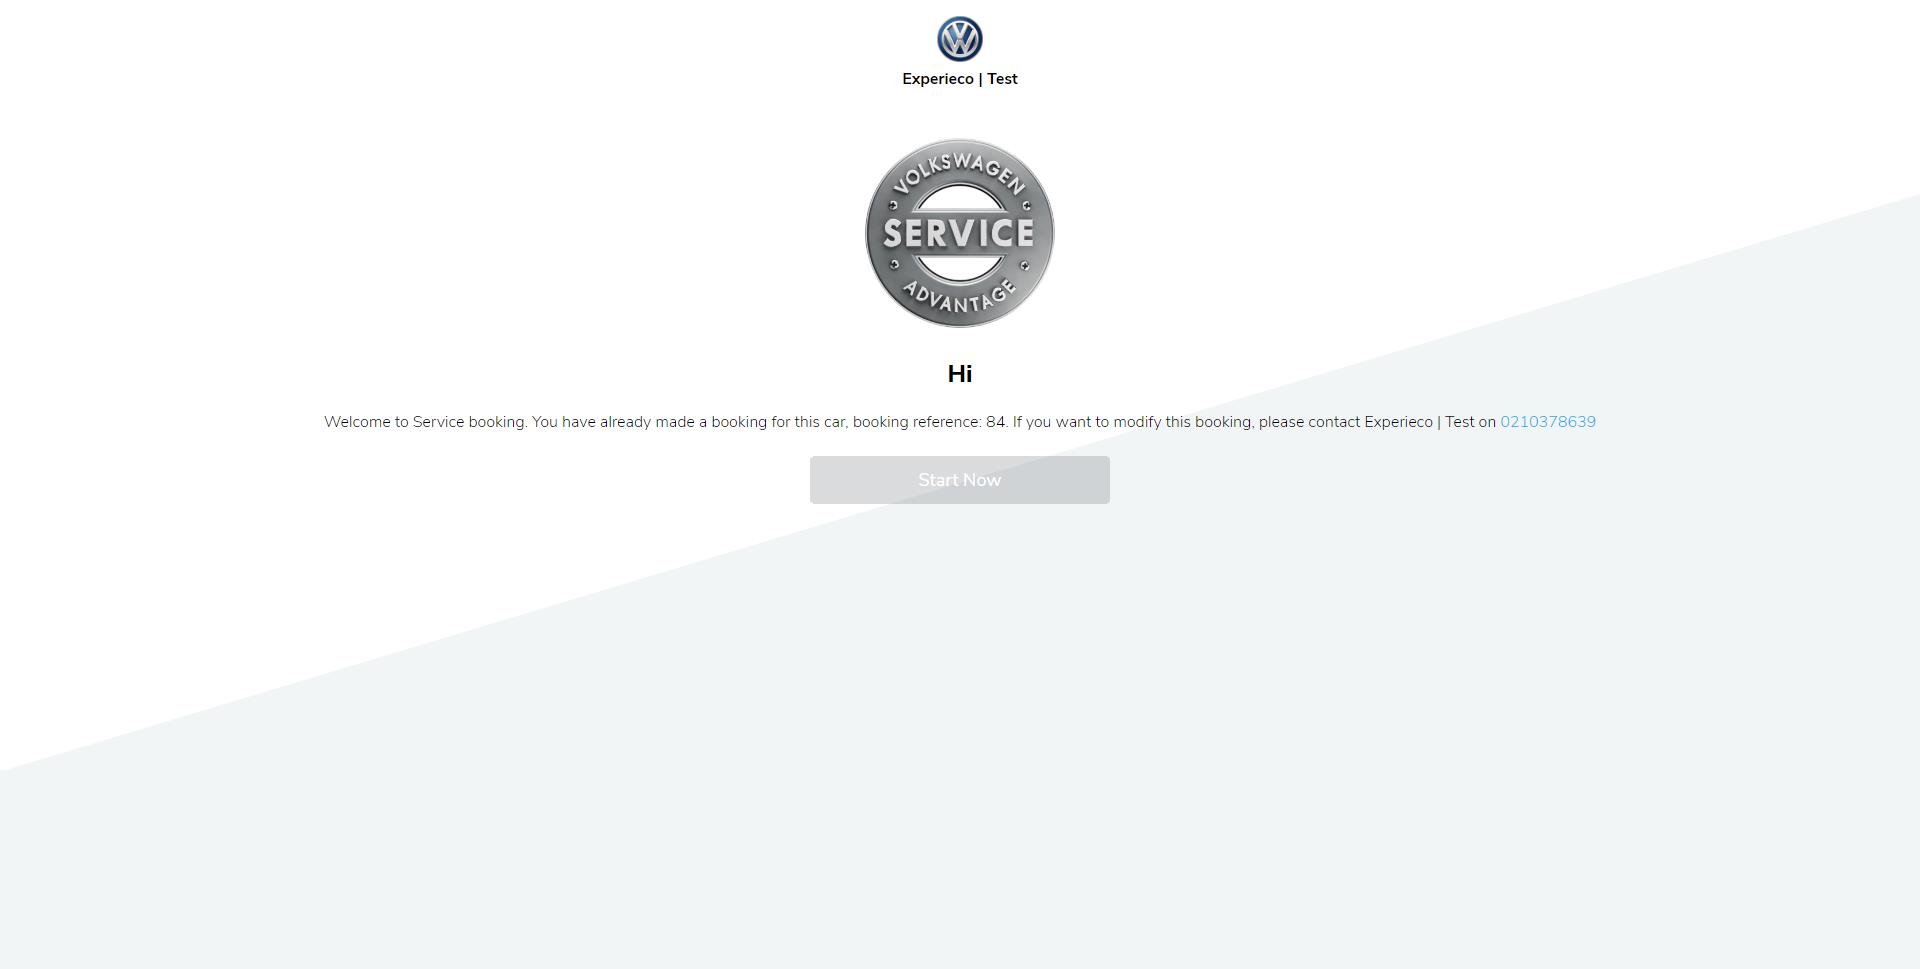 Experieco | Test
VOLKSWAGEN
SERVICE
ADVANTAGE
Hi
Welcome to Service booking. You have already made a booking for this car, booking reference: 84. If you want to modify this booking, please contact Experieco | Test on 0210378639
Start Now